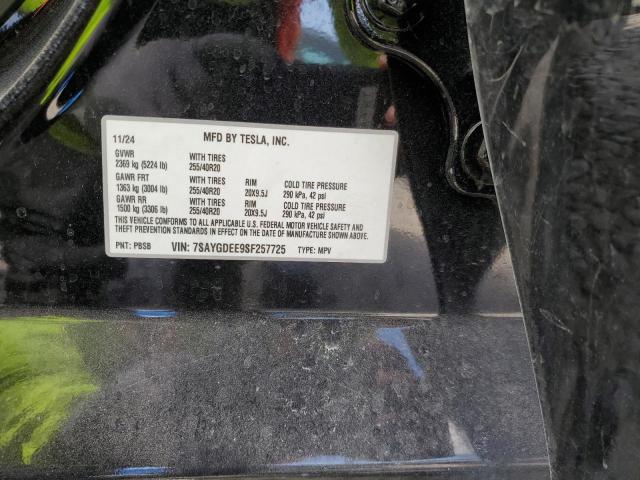 11/24 MFD BY TESLA, INC.
GVWR WITH TIRES
2369 kg (5224 lb) 255/40R20
GAWR FRT WITH TIRES RIM COLD TIRE PRESSURE
1363 kg (3004 lb) 255/40R20 20X9.5J 290 kPa, 42 psi
GAWR RR WITH TIRES RIM COLD TIRE PRESSURE
1500 kg (3306 lb) 255/40R20 20X9.5J 290 kPa, 42 psi
THIS VEHICLE CONFORMS TO ALL APPLICABLE U.S. FEDERAL MOTOR VEHICLE SAFETY AND
THEFT PREVENTION STANDARDS IN EFFECT ON THE DATE OF MANUFACTURE SHOWN ABOVE.
PNT: PBSB VIN: 7SAYGDEE9SF257725 TYPE: MPV